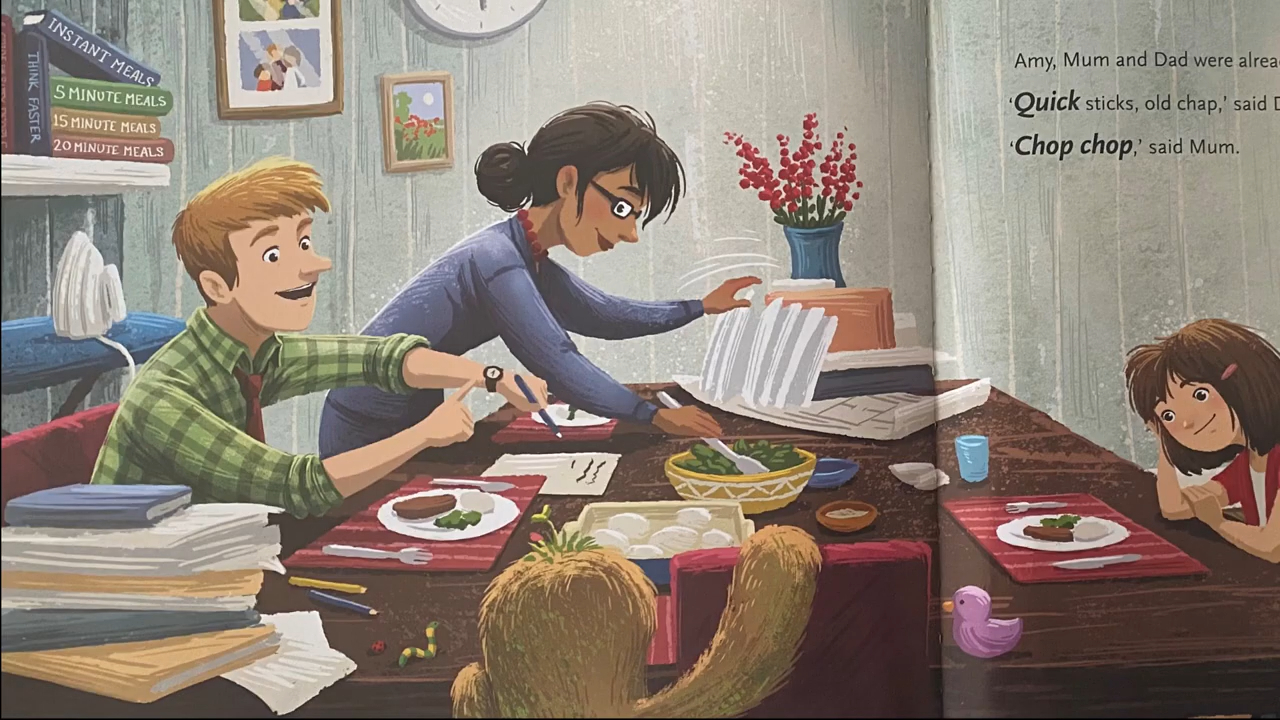 INSTANT MEALS
THINK FASTER
5 MINUTE MEALS
15 MINUTE MEALS
20 MINUTE MEALS
Amy, Mum and Dad were
‘Quick sticks, old chap,’ said
‘Chop chop,’ said Mum.